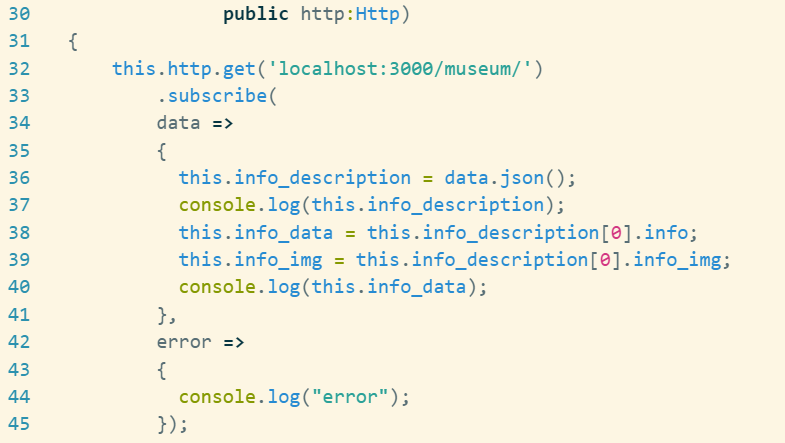 30                  public http:Http)
31    {
32        this.http.get('localhost:3000/museum/')
33            .subscribe(
34            data =>
35            {
36              this.info_description = data.json();
37              console.log(this.info_description);
38              this.info_data = this.info_description[0].info;
39              this.info_img = this.info_description[0].info_img;
40              console.log(this.info_data);
41            },
42            error =>
43            {
44              console.log("error");
45            });